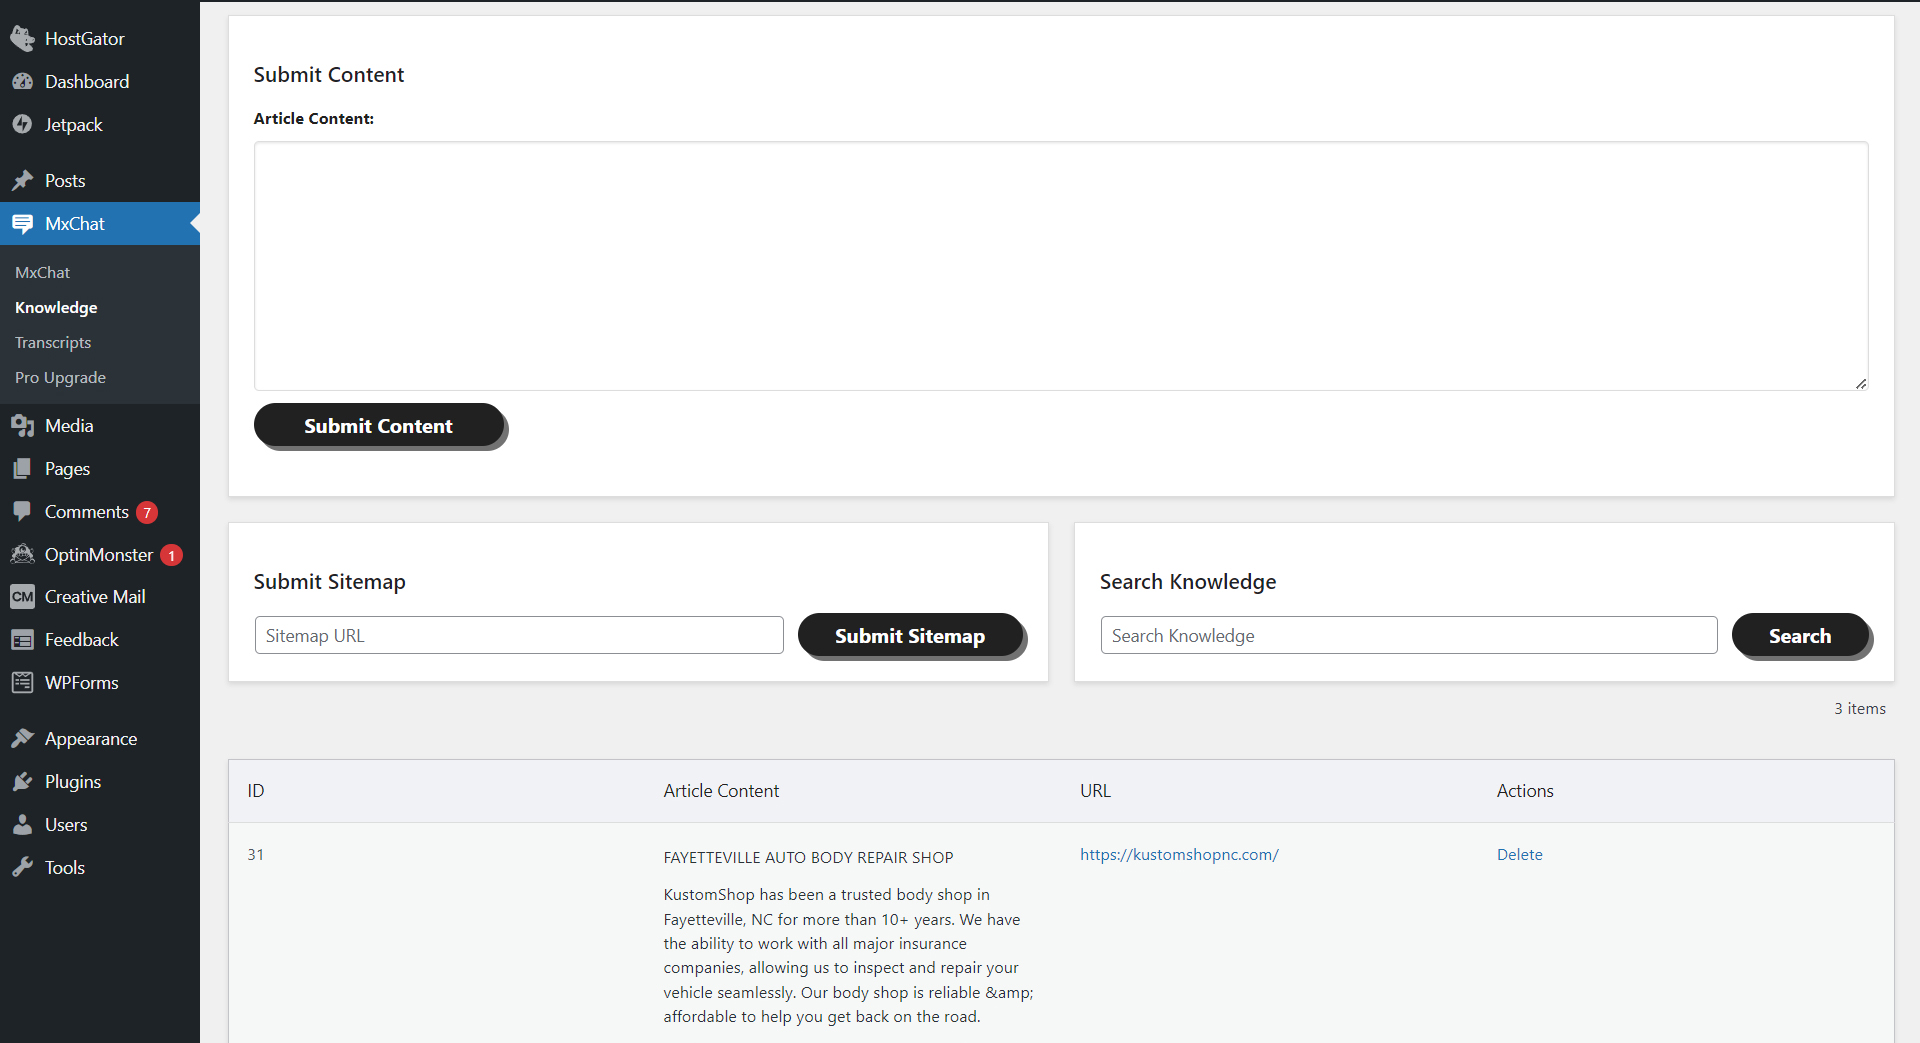 HostGator
Dashboard
Jetpack
Posts
MxChat
MxChat
Knowledge
Transcripts
Pro Upgrade
Media
Pages
Comments 7
OptinMonster 1
CM Creative Mail
Feedback
WPForms
Appearance
Plugins
Users
Tools
Submit Content
Article Content:
Submit Content
Submit Sitemap
Sitemap URL
Submit Sitemap
Search Knowledge
Search Knowledge
Search
3 items
ID Article Content URL Actions
31
FAYETTEVILLE AUTO BODY REPAIR SHOP
KustomShop has been a trusted body shop in
Fayetteville, NC for more than 10+ years. We have
the ability to work with all major insurance
companies, allowing us to inspect and repair your
vehicle seamlessly. Our body shop is reliable &amp;
affordable to help you get back on the road.
https://kustomshopnc.com/
Delete